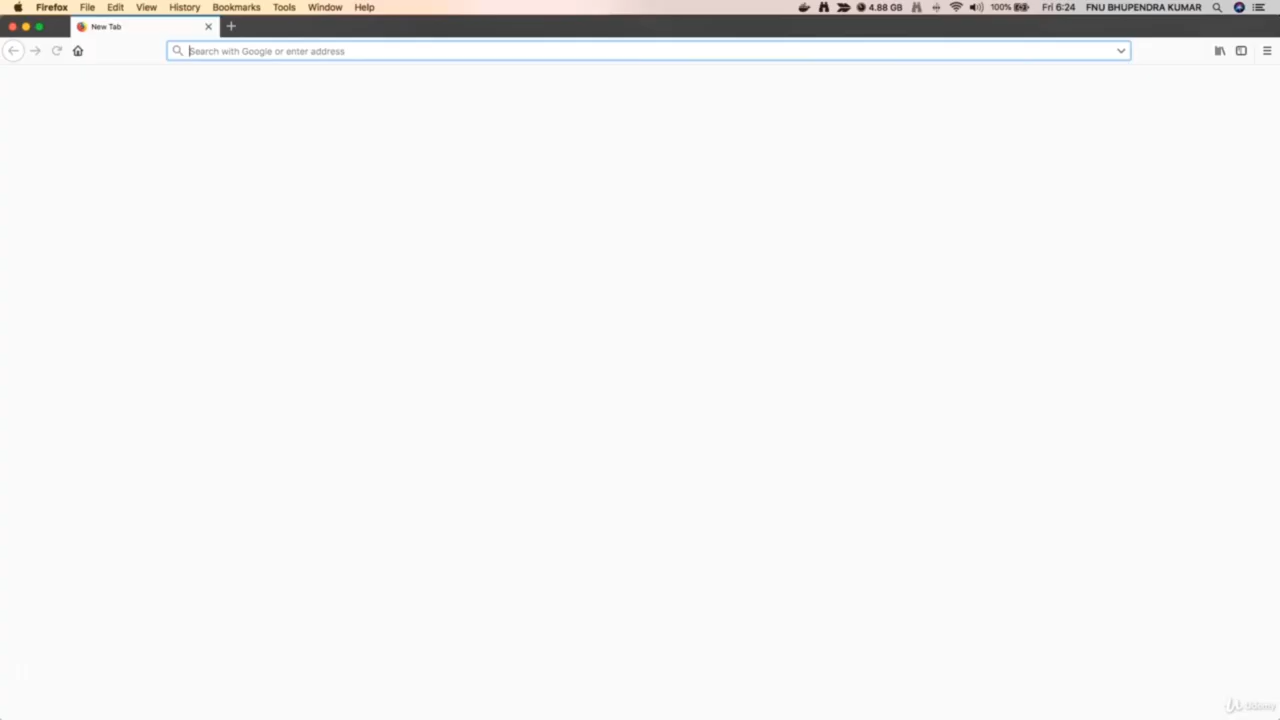 Firefox File Edit View History Bookmarks Tools Window Help 4.88 GB 100% Fri 6:24 FNU BHUPENDRA KUMAR
New Tab
Search with Google or enter address
Udemy